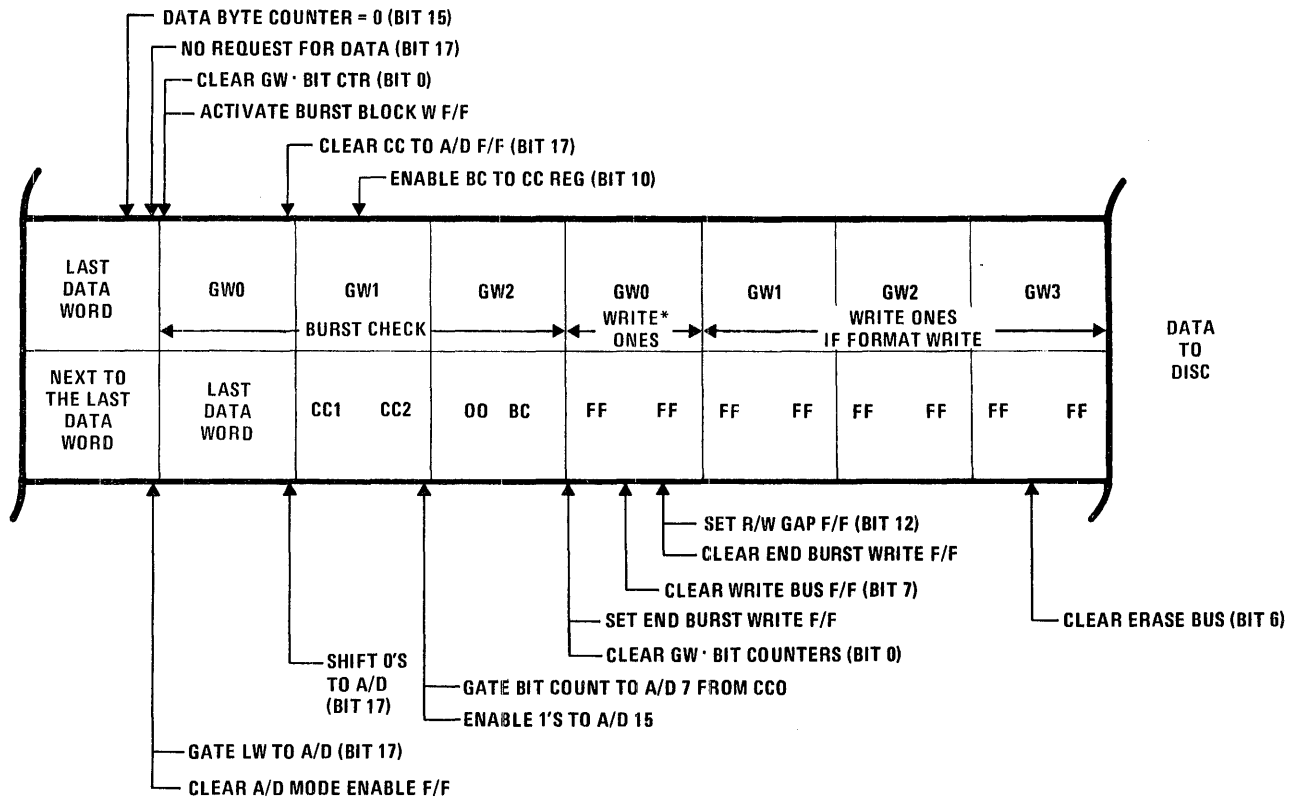 DATA BYTE COUNTER = 0 (BIT 15)
NO REQUEST FOR DATA (BIT 17)
CLEAR GW · BIT CTR (BIT 0)
ACTIVATE BURST BLOCK W F/F
CLEAR CC TO A/D F/F (BIT 17)
ENABLE BC TO CC REG (BIT 10)
LAST
DATA
WORD
GW0
GW1
GW2
GW0
GW1
GW2
GW3
BURST CHECK
WRITE*
ONES
WRITE ONES
IF FORMAT WRITE
DATA
TO
DISC
NEXT TO
THE LAST
DATA
WORD
LAST
DATA
WORD
CC1 CC2
00 BC
FF FF
FF FF
FF FF
FF FF
SET R/W GAP F/F (BIT 12)
CLEAR END BURST WRITE F/F
CLEAR WRITE BUS F/F (BIT 7)
SET END BURST WRITE F/F
CLEAR ERASE BUS (BIT 6)
CLEAR GW · BIT COUNTERS (BIT 0)
SHIFT 0'S
TO A/D
(BIT 17)
GATE BIT COUNT TO A/D 7 FROM CC0
ENABLE 1'S TO A/D 15
GATE LW TO A/D (BIT 17)
CLEAR A/D MODE ENABLE F/F